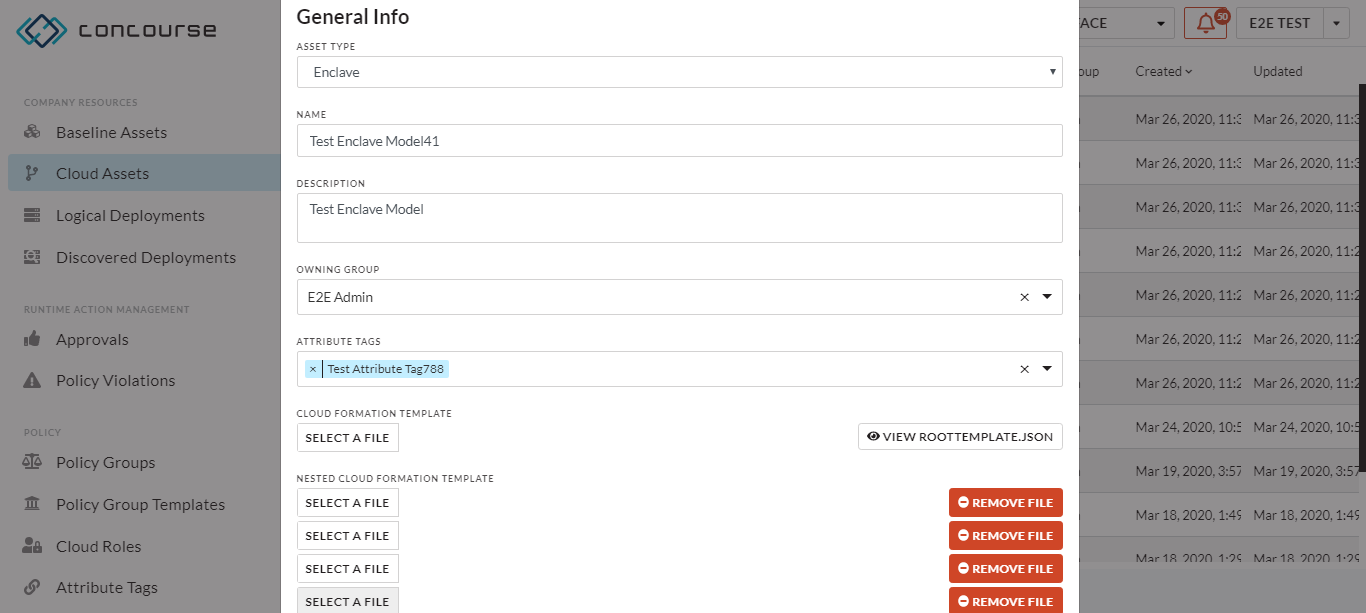 concourse
COMPANY RESOURCES
Baseline Assets
Cloud Assets
Logical Deployments
Discovered Deployments
RUNTIME ACTION MANAGEMENT
Approvals
Policy Violations
POLICY
Policy Groups
Policy Group Templates
Cloud Roles
Attribute Tags
General Info
ASSET TYPE
Enclave
NAME
Test Enclave Model41
DESCRIPTION
Test Enclave Model
OWNING GROUP
E2E Admin
ATTRIBUTE TAGS
× Test Attribute Tag788
CLOUD FORMATION TEMPLATE
SELECT A FILE
VIEW ROOTTEMPLATE.JSON
NESTED CLOUD FORMATION TEMPLATE
SELECT A FILE REMOVE FILE
SELECT A FILE REMOVE FILE
SELECT A FILE REMOVE FILE
SELECT A FILE REMOVE FILE
FACE 50 E2E TEST
oup Created Updated
Mar 26, 2020, 11:3 Mar 26, 2020, 11:3
Mar 26, 2020, 11:3 Mar 26, 2020, 11:3
Mar 26, 2020, 11:3 Mar 26, 2020, 11:3
Mar 26, 2020, 11:2 Mar 26, 2020, 11:2
Mar 26, 2020, 11:2 Mar 26, 2020, 11:2
Mar 26, 2020, 11:2 Mar 26, 2020, 11:2
Mar 26, 2020, 11:2 Mar 26, 2020, 11:2
Mar 24, 2020, 10:5 Mar 24, 2020, 10:5
Mar 19, 2020, 3:57 Mar 19, 2020, 3:57
Mar 18, 2020, 1:49 Mar 18, 2020, 1:49
Mar 18, 2020, 1:29 Mar 18, 2020, 1:29